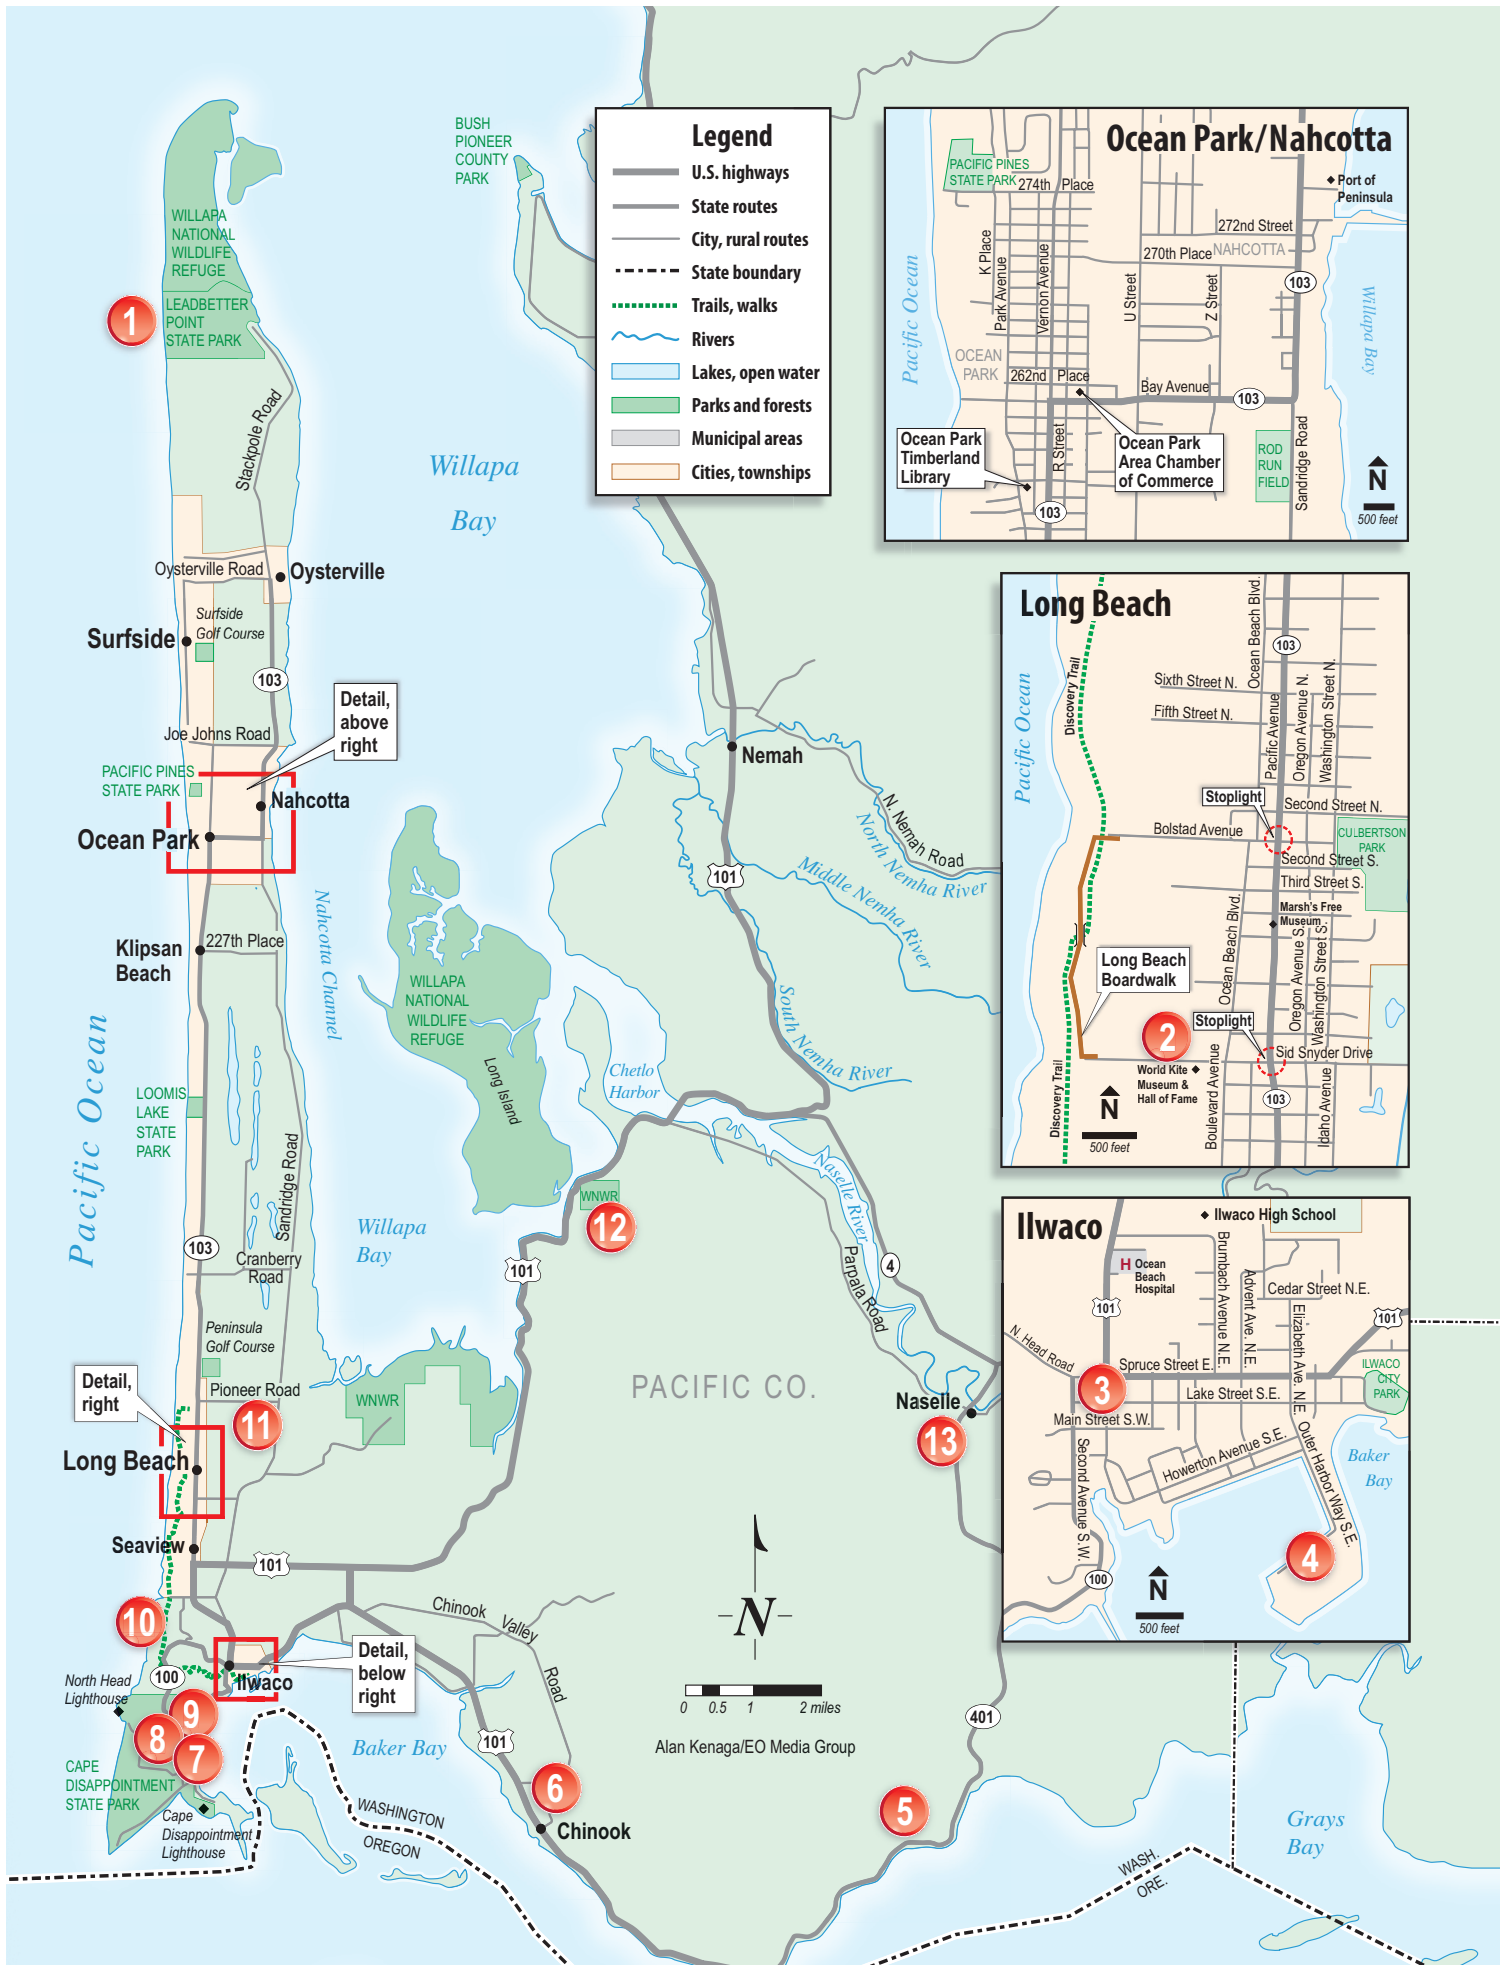 BUSH
PIONEER
COUNTY
PARK
WILLAPA
NATIONAL
WILDLIFE
REFUGE
LEADBETTER
POINT
STATE PARK
1
Stackpole Road
Willapa
Bay
Oysterville Road
Oysterville
Surfside
Golf Course
Surfside
103
Detail,
above
right
Joe Johns Road
PACIFIC PINES
STATE PARK
Nahcotta
Ocean Park
Nahcotta Channel
Klipsan
Beach
227th Place
WILLAPA
NATIONAL
WILDLIFE
REFUGE
Long Island
Pacific Ocean
LOOMIS
LAKE
STATE
PARK
Sandridge Road
Willapa
Bay
103
Cranberry
Road
Peninsula
Golf Course
Detail,
right
Pioneer Road
11
WNWR
Long Beach
Seaview
101
10
100
North Head
Lighthouse
Ilwaco
Detail,
below
right
9
8
7
CAPE
DISAPPOINTMENT
STATE PARK
Cape
Disappointment
Lighthouse
Baker Bay
WASHINGTON
OREGON
Chinook Valley Road
101
6
Chinook
Nemah
N. Nemah Road
North Nemha River
Middle Nemha River
101
South Nemha River
Chetlo
Harbor
WNWR
12
101
Naselle River
Parpala Road
4
PACIFIC CO.
Naselle
13
N
0 0.5 1 2 miles
Alan Kenaga/EO Media Group
401
5
WASH.
ORE.
Grays
Bay
Legend
U.S. highways
State routes
City, rural routes
State boundary
Trails, walks
Rivers
Lakes, open water
Parks and forests
Municipal areas
Cities, townships
Ocean Park/Nahcotta
PACIFIC PINES
STATE PARK
274th Place
Port of
Peninsula
272nd Street
270th Place
NAHCOTTA
K Place
Park Avenue
Vernon Avenue
U Street
Z Street
103
Pacific Ocean
Willapa Bay
OCEAN
PARK
262nd Place
Bay Avenue
103
Ocean Park
Timberland
Library
R Street
Ocean Park
Area Chamber
of Commerce
ROD
RUN
FIELD
Sandridge Road
103
N
500 feet
Long Beach
Pacific Ocean
Discovery Trail
Ocean Beach Blvd.
103
Sixth Street N.
Fifth Street N.
Pacific Avenue
Oregon Avenue N.
Washington Street N.
Stoplight
Second Street N.
Bolstad Avenue
CULBERTSON
PARK
Second Street S.
Third Street S.
Marsh's Free
Museum
Ocean Beach Blvd.
Oregon Avenue S.
Washington Street S.
Long Beach
Boardwalk
2
Stoplight
Sid Snyder Drive
World Kite
Museum &
Hall of Fame
Boulevard Avenue
103
Idaho Avenue
Discovery Trail
N
500 feet
Ilwaco
Ilwaco High School
H Ocean
Beach
Hospital
101
Brumbach Avenue N.E.
Advent Ave. N.E.
Cedar Street N.E.
Elizabeth Ave. N.E.
101
N. Head Road
Spruce Street E.
ILWACO
CITY
PARK
3
Lake Street S.E.
Main Street S.W.
Second Avenue S.W.
Howerton Avenue S.E.
Outer Harbor Way S.E.
Baker
Bay
4
100
N
500 feet